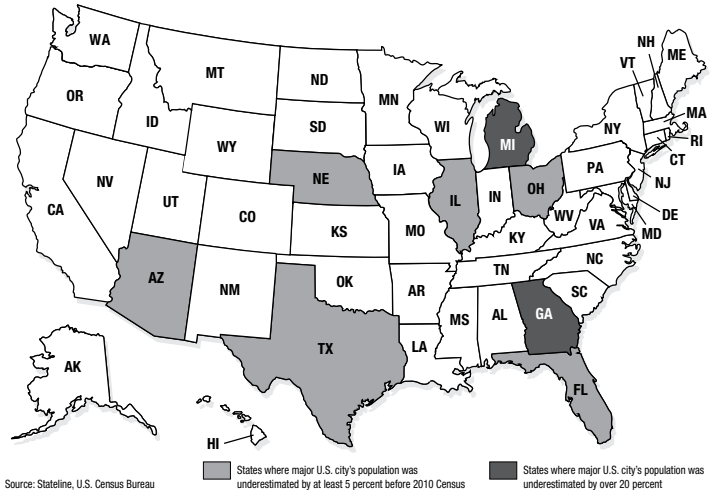 WA
MT
ND
MN
OR
ID
WY
SD
WI
MI
NH
VT
ME
NY
MA
RI
CT
NJ
PA
DE
MD
NV
UT
CO
NE
IA
IL
IN
OH
WV
VA
CA
KS
MO
KY
NC
TN
SC
AZ
NM
OK
AR
MS
AL
GA
TX
LA
FL
AK
HI
States where major U.S. city's population was
underestimated by at least 5 percent before 2010 Census
States where major U.S. city's population was
underestimated by over 20 percent
Source: Stateline, U.S. Census Bureau